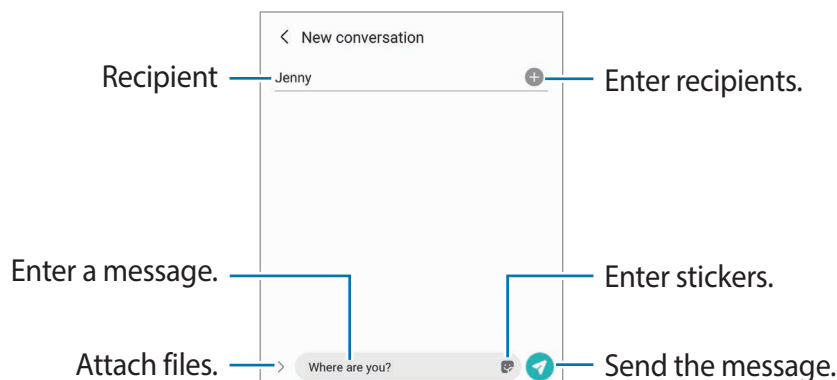 New conversation
Recipient
Jenny
Enter recipients.
Enter a message.
Enter stickers.
Attach files.
Where are you?
Send the message.